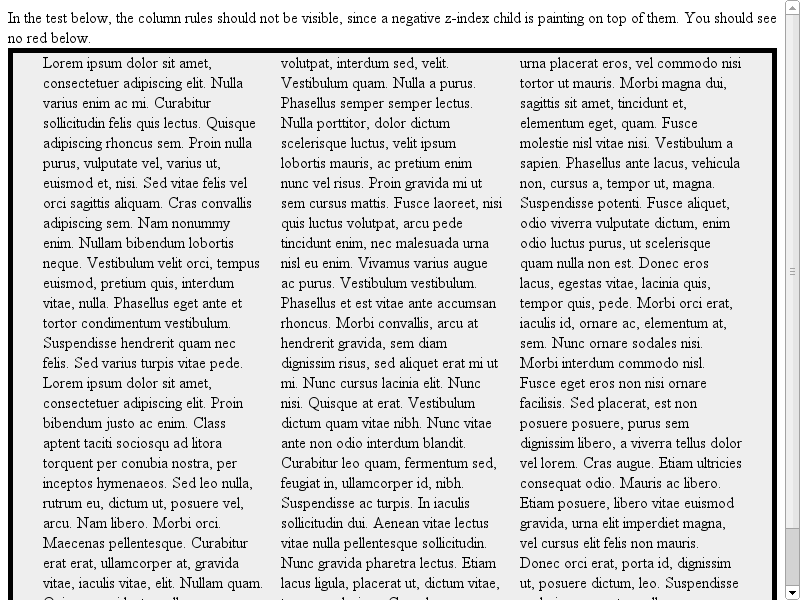 In the test below, the column rules should not be visible, since a negative z-index child is painting on top of them. You should see
no red below.
Lorem ipsum dolor sit amet,
consectetuer adipiscing elit. Nulla
varius enim ac mi. Curabitur
sollicitudin felis quis lectus. Quisque
adipiscing rhoncus sem. Proin nulla
purus, vulputate vel, varius ut,
euismod et, nisi. Sed vitae felis vel
orci sagittis aliquam. Cras convallis
adipiscing sem. Nam nonummy
enim. Nullam bibendum lobortis
neque. Vestibulum velit orci, tempus
euismod, pretium quis, interdum
vitae, nulla. Phasellus eget ante et
tortor condimentum vestibulum.
Suspendisse hendrerit quam nec
felis. Sed varius turpis vitae pede.
Lorem ipsum dolor sit amet,
consectetuer adipiscing elit. Proin
bibendum justo ac enim. Class
aptent taciti sociosqu ad litora
torquent per conubia nostra, per
inceptos hymenaeos. Sed leo nulla,
rutrum eu, dictum ut, posuere vel,
arcu. Nam libero. Morbi orci.
Maecenas pellentesque. Curabitur
erat erat, ullamcorper at, gravida
vitae, iaculis vitae, elit. Nullam quam.
volutpat, interdum sed, velit.
Vestibulum quam. Nulla a purus.
Phasellus semper semper lectus.
Nulla porttitor, dolor dictum
scelerisque luctus, velit ipsum
lobortis mauris, ac pretium enim
nunc vel risus. Proin gravida mi ut
sem cursus mattis. Fusce laoreet, nisi
quis luctus volutpat, arcu pede
tincidunt enim, nec malesuada urna
nisl eu enim. Vivamus varius augue
ac purus. Vestibulum vestibulum.
Phasellus et est vitae ante accumsan
rhoncus. Morbi convallis, arcu at
hendrerit gravida, sem diam
dignissim risus, sed aliquet erat mi ut
mi. Nunc cursus lacinia elit. Nunc
nisi. Quisque at erat. Vestibulum
dictum quam vitae nibh. Nunc vitae
ante non odio interdum blandit.
Curabitur leo quam, fermentum sed,
feugiat in, ullamcorper id, nibh.
Suspendisse ac turpis. In iaculis
sollicitudin dui. Aenean vitae lectus
vitae nulla pellentesque sollicitudin.
Nunc gravida pharetra lectus. Etiam
lacus ligula, placerat ut, dictum vitae,
urna placerat eros, vel commodo nisi
tortor ut mauris. Morbi magna dui,
sagittis sit amet, tincidunt et,
elementum eget, quam. Fusce
molestie nisl vitae nisi. Vestibulum a
sapien. Phasellus ante lacus, vehicula
non, cursus a, tempor ut, magna.
Suspendisse potenti. Fusce aliquet,
odio viverra vulputate dictum, enim
odio luctus purus, ut scelerisque
quam nulla non est. Donec eros
lacus, egestas vitae, lacinia quis,
tempor quis, pede. Morbi orci erat,
iaculis id, ornare ac, elementum at,
sem. Nunc ornare sodales nisi.
Morbi interdum commodo nisl.
Fusce eget eros non nisi ornare
facilisis. Sed placerat, est non
posuere posuere, purus sem
dignissim libero, a viverra tellus dolor
vel lorem. Cras augue. Etiam ultricies
consequat odio. Mauris ac libero.
Etiam posuere, libero vitae euismod
gravida, urna elit imperdiet magna,
vel cursus elit felis non mauris.
Donec orci erat, porta id, dignissim
ut, posuere dictum, leo. Suspendisse